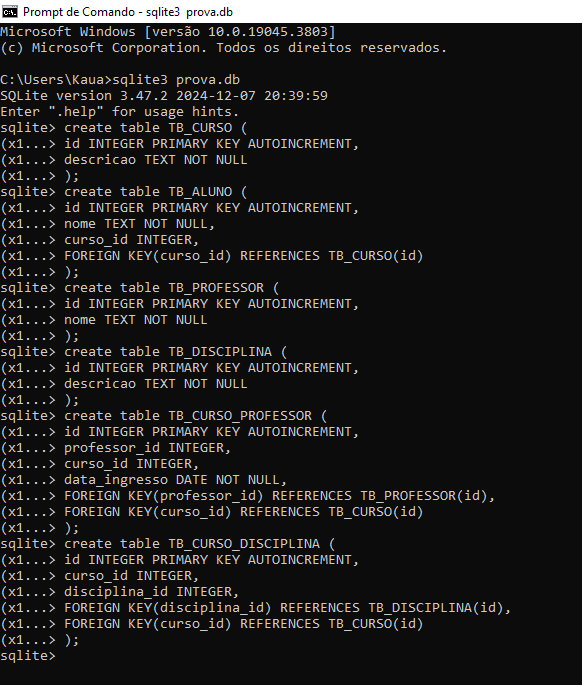 Prompt de Comando - sqlite3 prova.db
Microsoft Windows [versão 10.0.19045.3803]
(c) Microsoft Corporation. Todos os direitos reservados.
C:\Users\Kaua>sqlite3 prova.db
SQLite version 3.47.2 2024-12-07 20:39:59
Enter ".help" for usage hints.
sqlite> create table TB_CURSO (
(x1...> id INTEGER PRIMARY KEY AUTOINCREMENT,
(x1...> descricao TEXT NOT NULL
(x1...> );
sqlite> create table TB_ALUNO (
(x1...> id INTEGER PRIMARY KEY AUTOINCREMENT,
(x1...> nome TEXT NOT NULL,
(x1...> curso_id INTEGER,
(x1...> FOREIGN KEY(curso_id) REFERENCES TB_CURSO(id)
(x1...> );
sqlite> create table TB_PROFESSOR (
(x1...> id INTEGER PRIMARY KEY AUTOINCREMENT,
(x1...> nome TEXT NOT NULL
(x1...> );
sqlite> create table TB_DISCIPLINA (
(x1...> id INTEGER PRIMARY KEY AUTOINCREMENT,
(x1...> descricao TEXT NOT NULL
(x1...> );
sqlite> create table TB_CURSO_PROFESSOR (
(x1...> id INTEGER PRIMARY KEY AUTOINCREMENT,
(x1...> professor_id INTEGER,
(x1...> curso_id INTEGER,
(x1...> data_ingresso DATE NOT NULL,
(x1...> FOREIGN KEY(professor_id) REFERENCES TB_PROFESSOR(id),
(x1...> FOREIGN KEY(curso_id) REFERENCES TB_CURSO(id)
(x1...> );
sqlite> create table TB_CURSO_DISCIPLINA (
(x1...> id INTEGER PRIMARY KEY AUTOINCREMENT,
(x1...> curso_id INTEGER,
(x1...> disciplina_id INTEGER,
(x1...> FOREIGN KEY(disciplina_id) REFERENCES TB_DISCIPLINA(id),
(x1...> FOREIGN KEY(curso_id) REFERENCES TB_CURSO(id)
(x1...> );
sqlite>